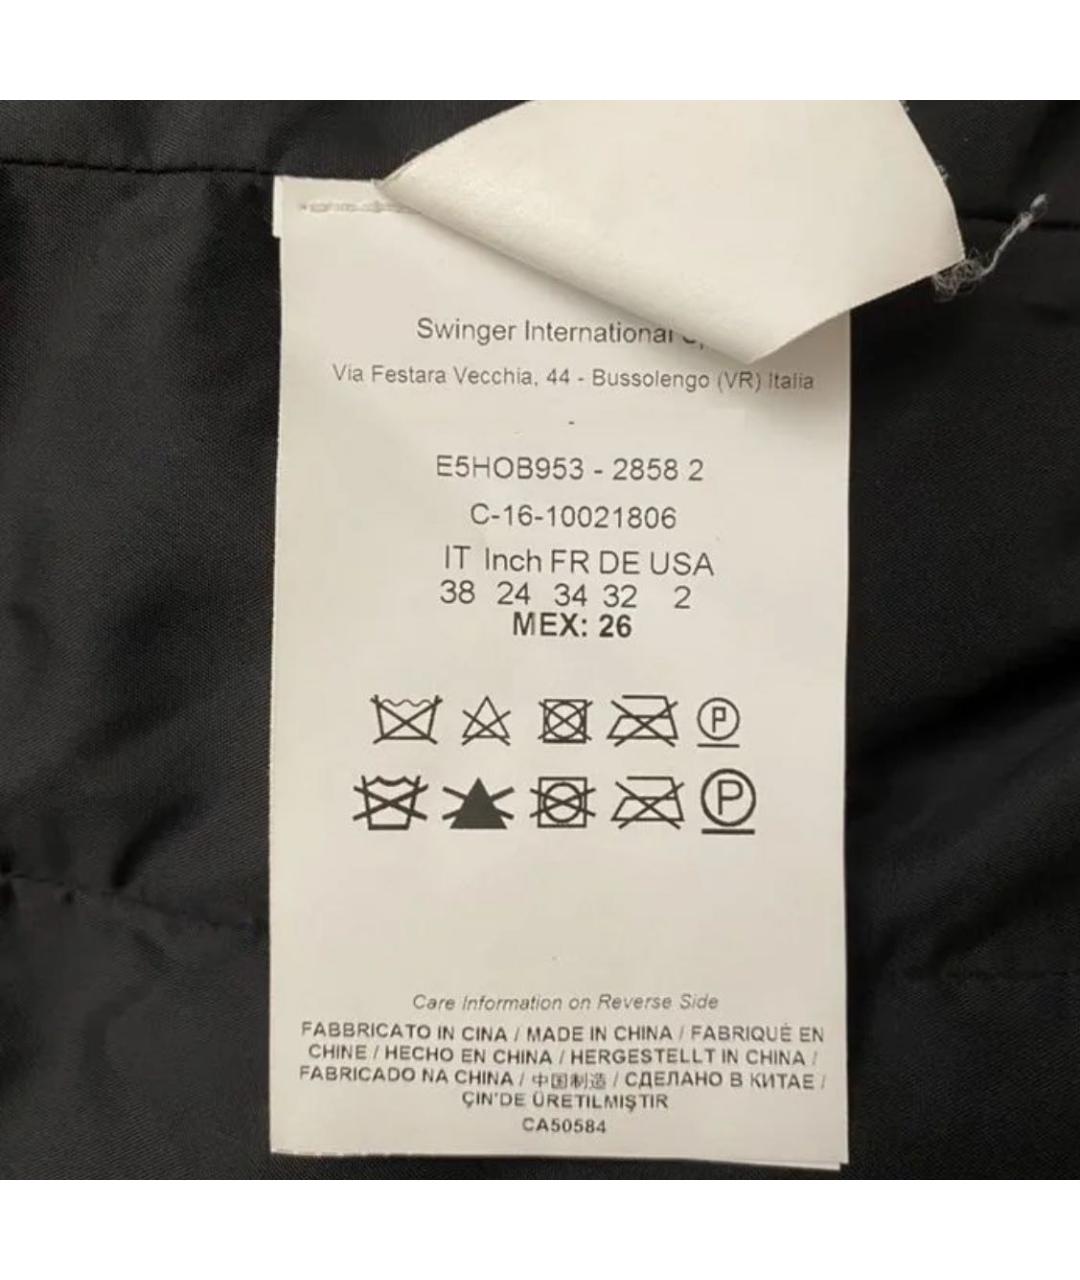 Swinger International
Via Festara Vecchia, 44 - Bussolengo (VR) Italia
-
E5HOB953 - 2858 2
C-16-10021806
IT Inch FR DE USA
38 24 34 32 2
MEX: 26
P
P
Care Information on Reverse Side
FABBRICATO IN CINA / MADE IN CHINA / FABRIQUÉ EN
CHINE / HECHO EN CHINA / HERGESTELLT IN CHINA /
FABRICADO NA CHINA / 中国制造 / СДЕЛАНО В КИТАЕ /
ÇIN'DE ÜRETILMIŞTIR
CA50584